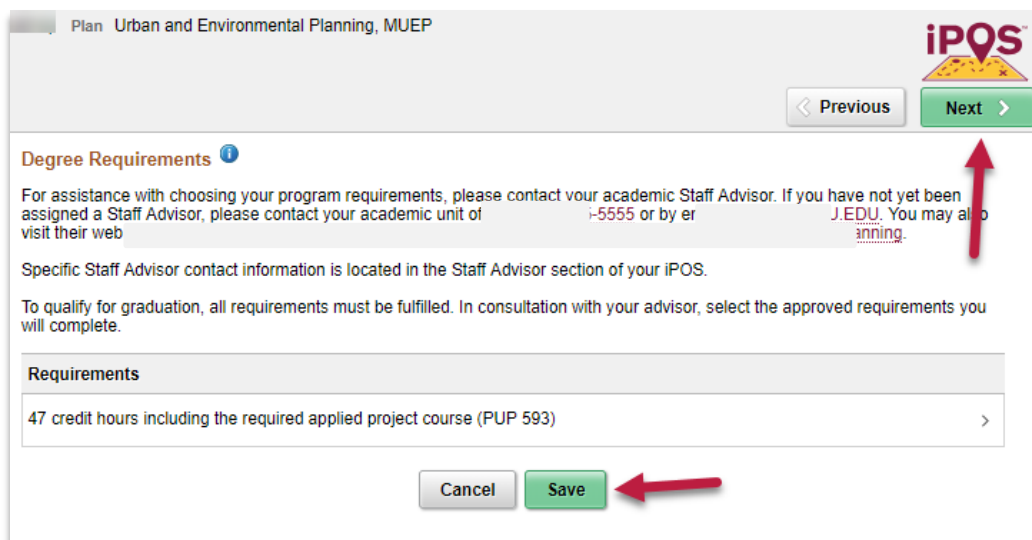 Plan Urban and Environmental Planning, MUEP
iPOS
Previous
Next
Degree Requirements
For assistance with choosing your program requirements, please contact your academic Staff Advisor. If you have not yet been
assigned a Staff Advisor, please contact your academic unit of -5555 or by J.EDU. You may also
visit their web anning.
Specific Staff Advisor contact information is located in the Staff Advisor section of your iPOS.
To qualify for graduation, all requirements must be fulfilled. In consultation with your advisor, select the approved requirements you
will complete.
Requirements
47 credit hours including the required applied project course (PUP 593)
Cancel
Save